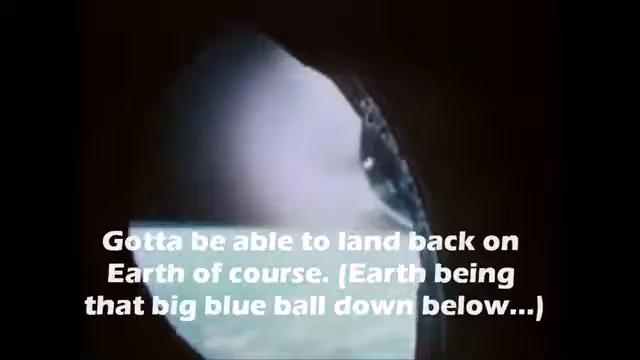 Gotta be able to land back on
Earth of course. (Earth being
that big blue ball down below...)